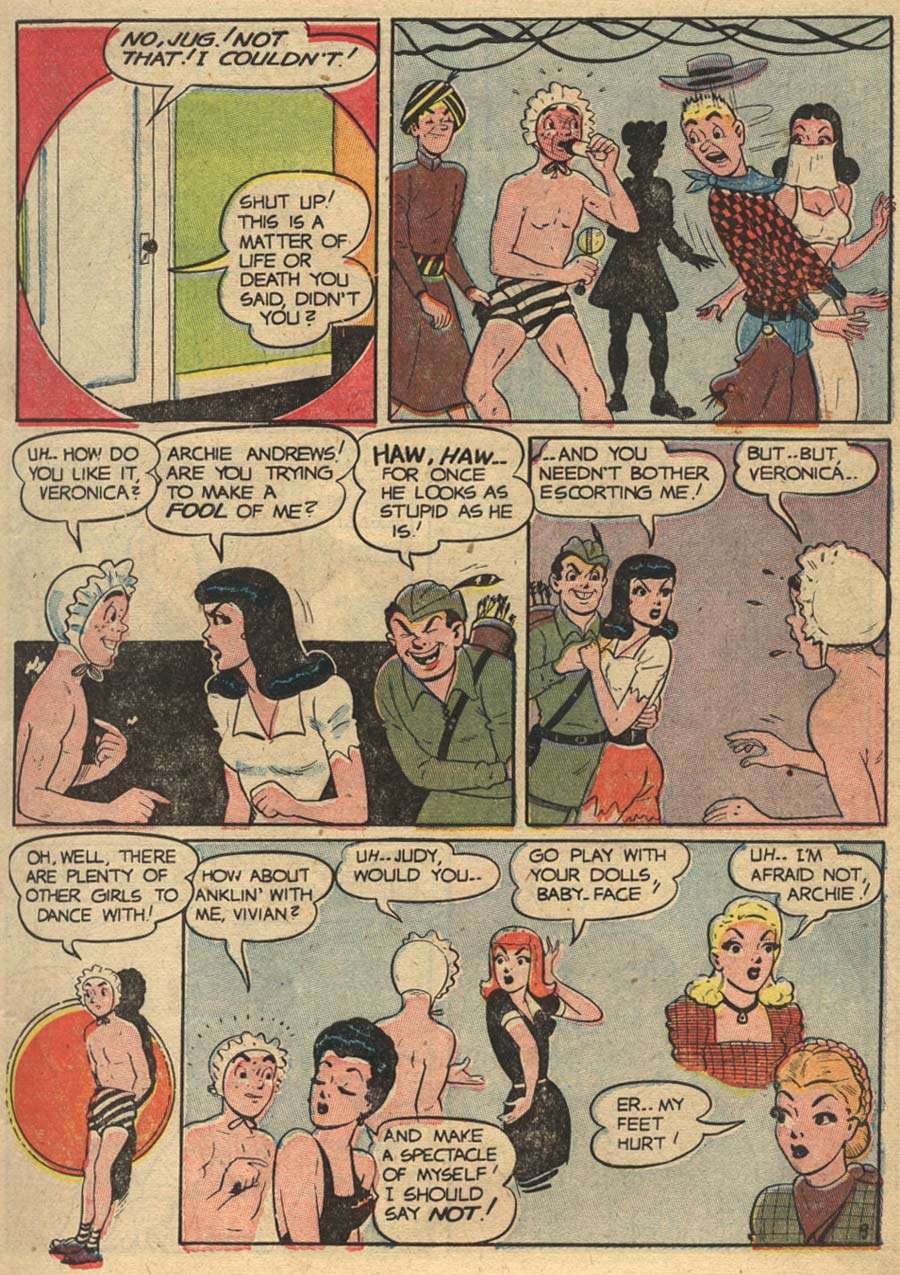 NO, JUG! NOT
THAT! I COULDN'T!
SHUT UP!
THIS IS A
MATTER OF
LIFE OR
DEATH YOU
SAID, DIDN'T
YOU?
UH-- HOW DO
YOU LIKE IT,
VERONICA?
ARCHIE ANDREWS!
ARE YOU TRYING
TO MAKE A
FOOL OF ME?
HAW, HAW--
FOR ONCE
HE LOOKS AS
STUPID AS HE
IS!
--AND YOU
NEEDN'T BOTHER
ESCORTING ME!
BUT--BUT,
VERONICA--
OH, WELL, THERE
ARE PLENTY OF
OTHER GIRLS TO
DANCE WITH!
HOW ABOUT
ANKLIN' WITH
ME, VIVIAN?
AND MAKE
A SPECTACLE
OF MYSELF!
I SHOULD
SAY NOT!
UH--JUDY,
WOULD YOU--
GO PLAY WITH
YOUR DOLLS,
BABY-FACE!
UH-- I'M
AFRAID NOT,
ARCHIE!
ER-- MY
FEET
HURT!
8